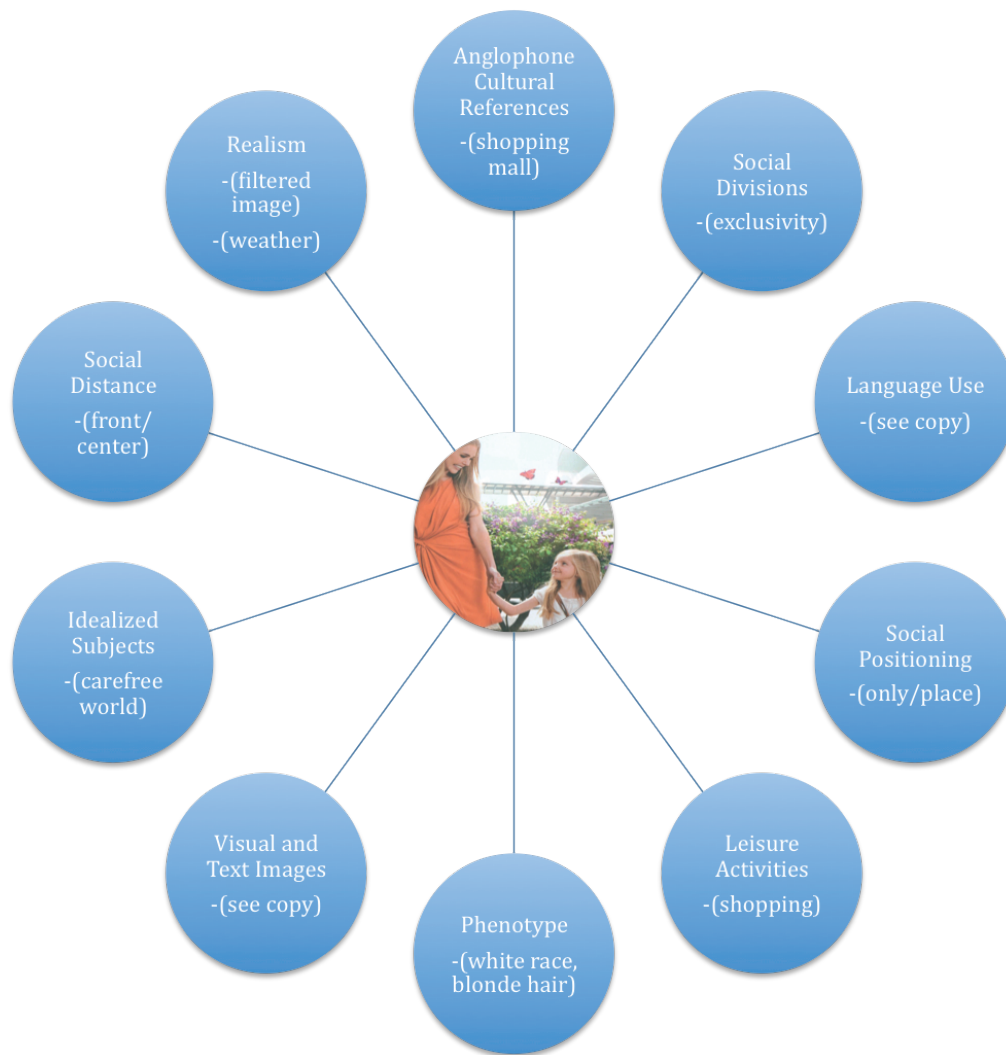 Anglophone
Cultural
References
-(shopping
mall)
Social
Divisions
-(exclusivity)
Language Use
-(see copy)
Social
Positioning
-(only/place)
Leisure
Activities
-(shopping)
Phenotype
-(white race,
blonde hair)
Visual and
Text Images
-(see copy)
Idealized
Subjects
-(carefree
world)
Social
Distance
-(front/
center)
Realism
-(filtered
image)
-(weather)